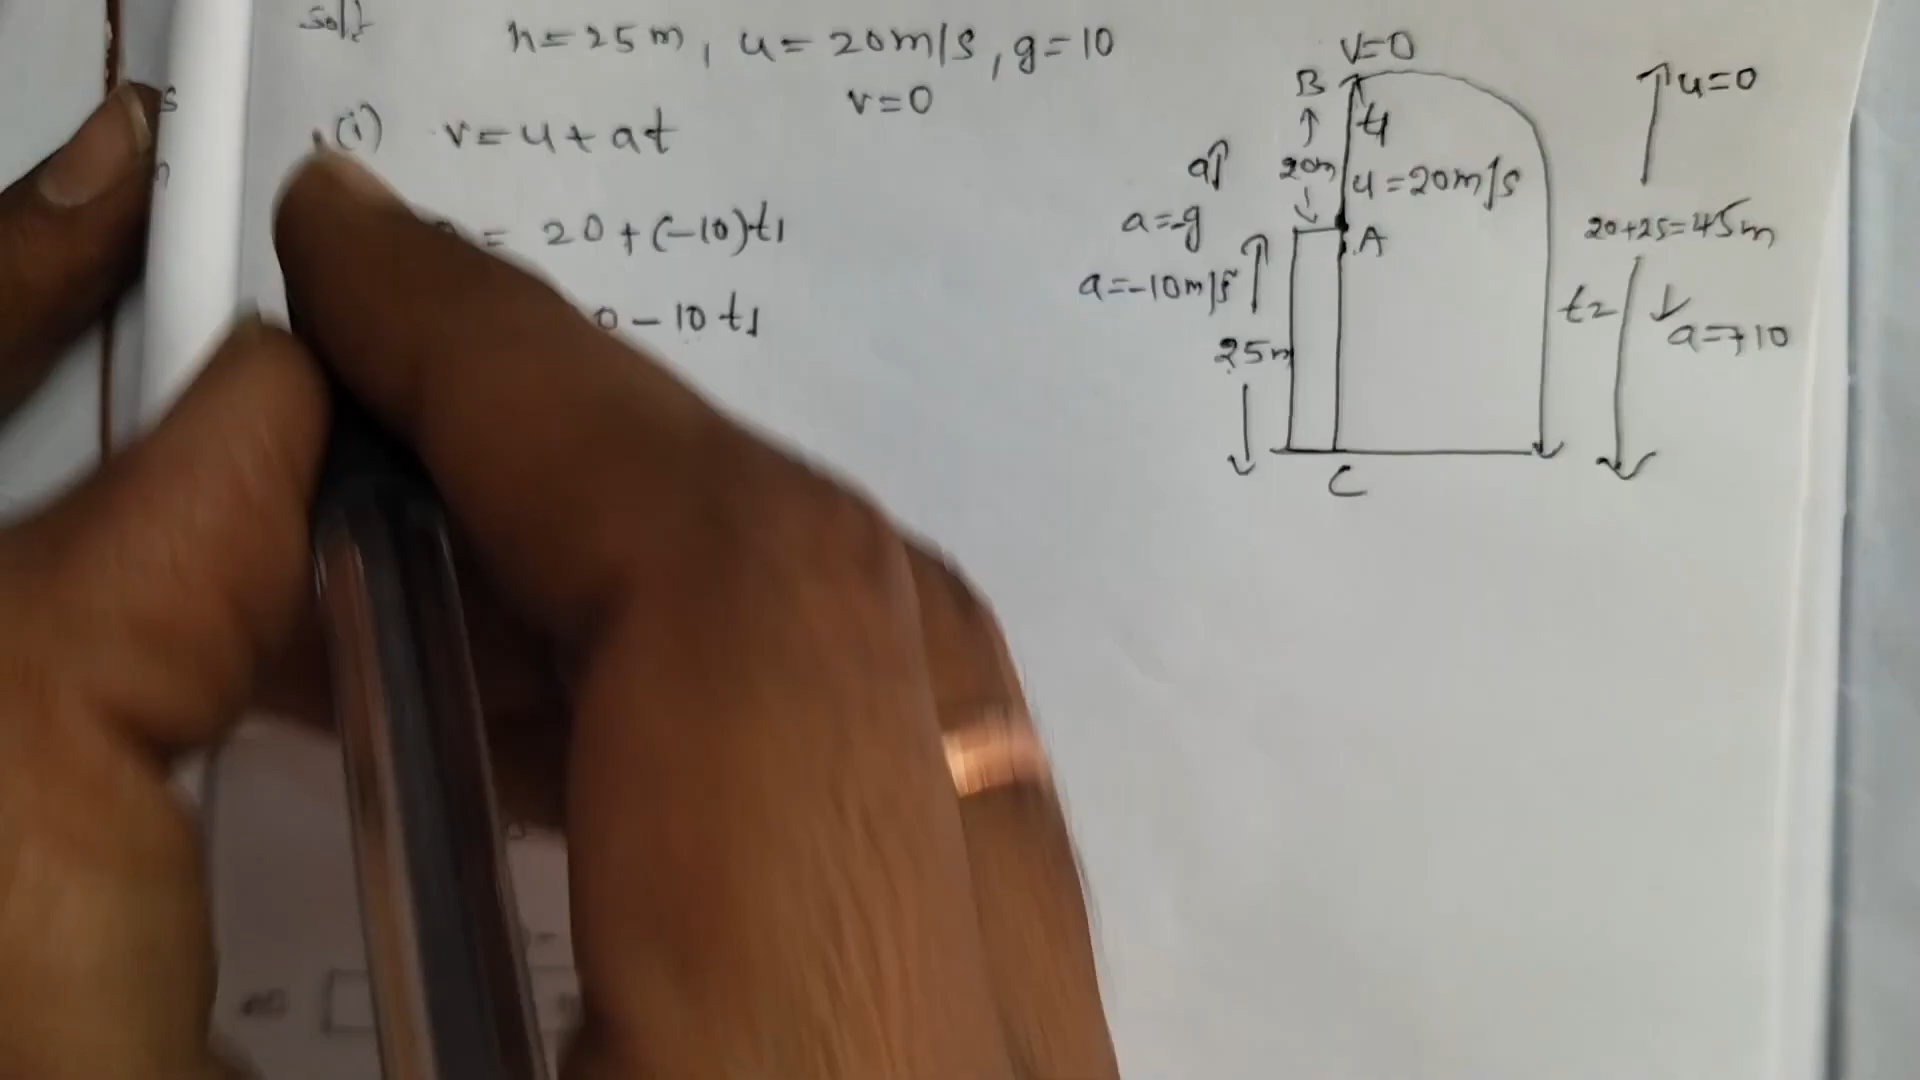 Sol:
h=25m, u=20m/s, g=10
v=0
(i) v=u+at
= 20+(-10)t1
0-10t1
v=0
B
t1
20m
u=20m/s
a↑
a=-g
A
a=-10m/s²
25m
C
u=0
20+25=45m
t2
a=+10
s